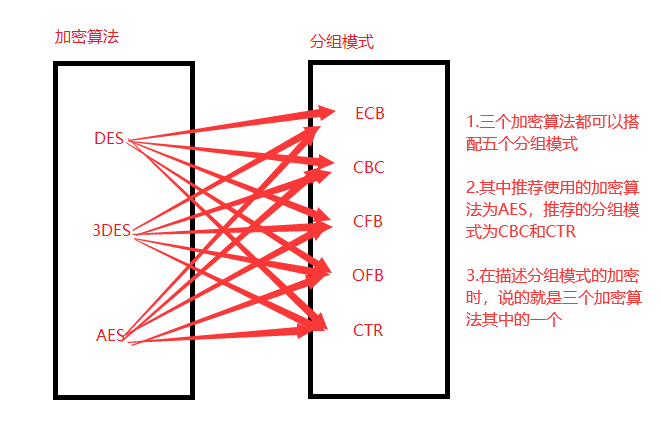 加密算法
分组模式
DES
3DES
AES
ECB
CBC
CFB
OFB
CTR
1.三个加密算法都可以搭
配五个分组模式
2.其中推荐使用的加密算
法为AES，推荐的分组模
式为CBC和CTR
3.在描述分组模式的加密
时，说的就是三个加密算
法其中的一个